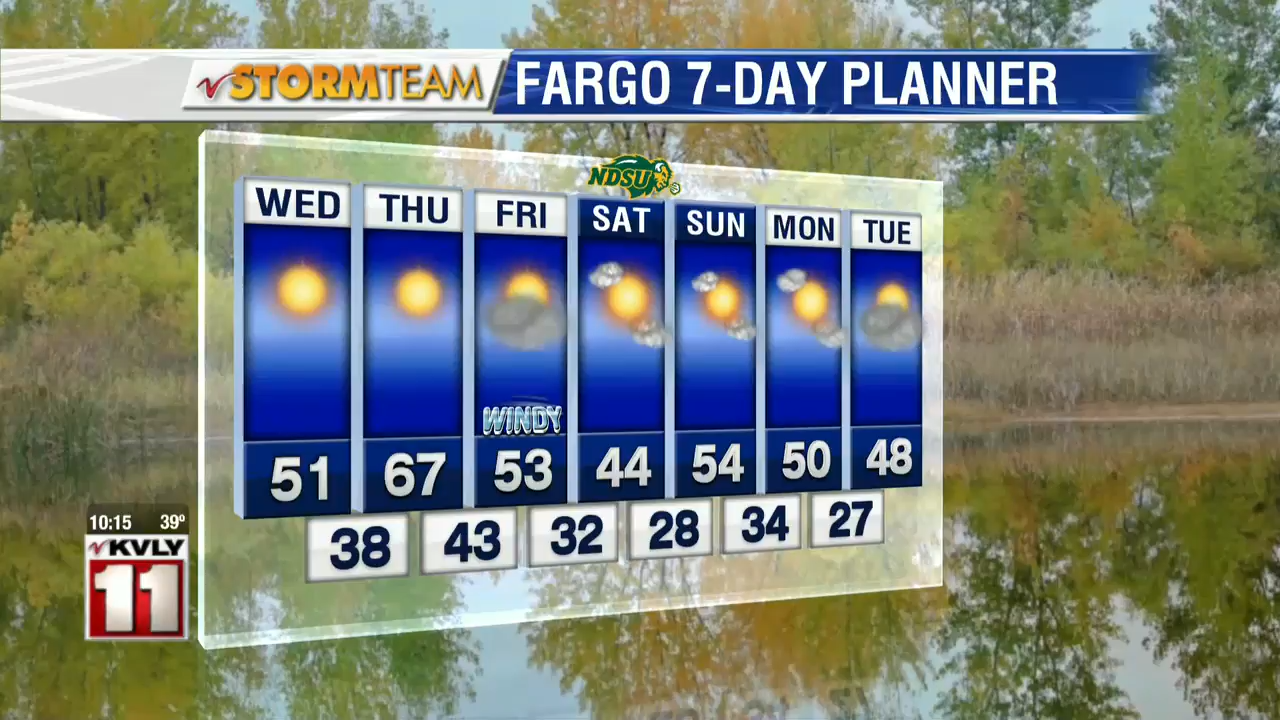 STORMTEAM FARGO 7-DAY PLANNER
NDSU
WED THU FRI SAT SUN MON TUE
WINDY
51 67 53 44 54 50 48
38 43 32 28 34 27
10:15 39º
KVLY
11